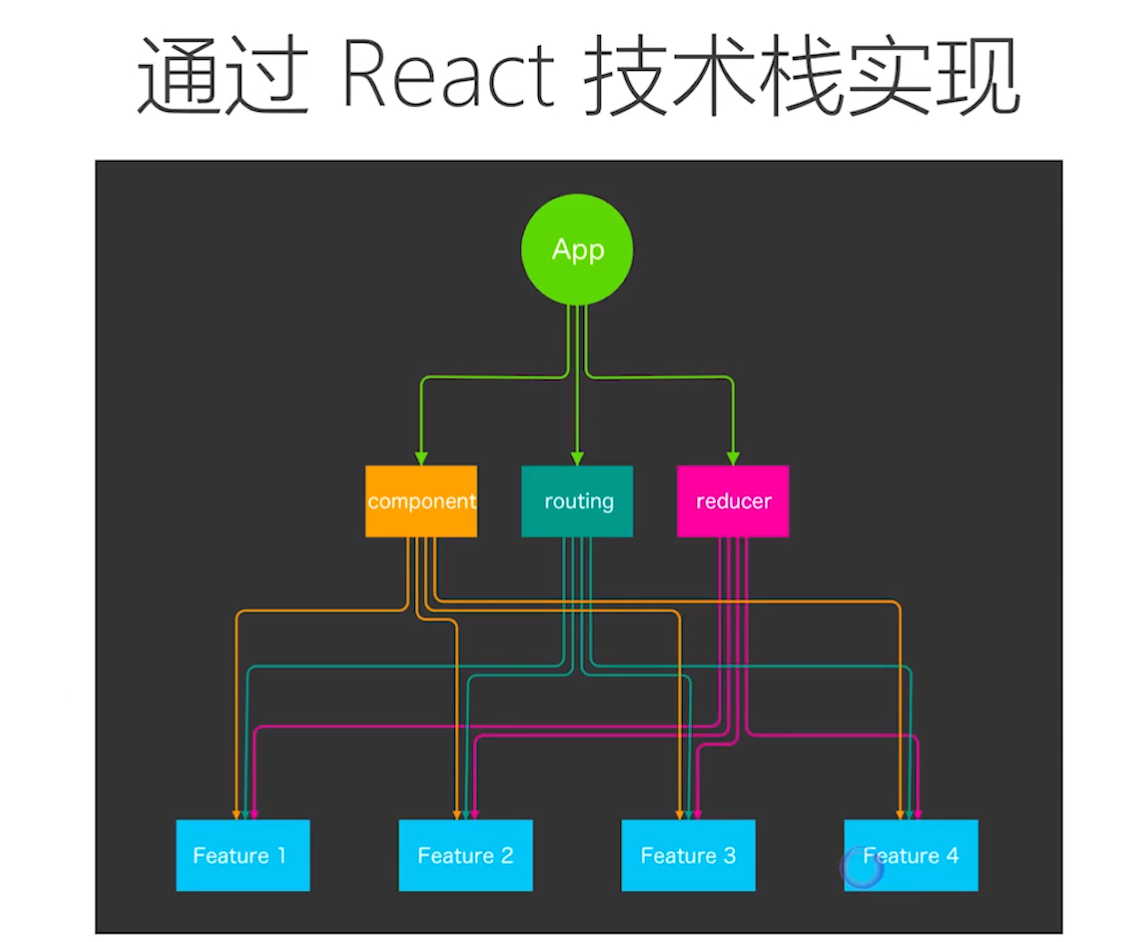 通过 React 技术栈实现
App
component
routing
reducer
Feature 1
Feature 2
Feature 3
Feature 4